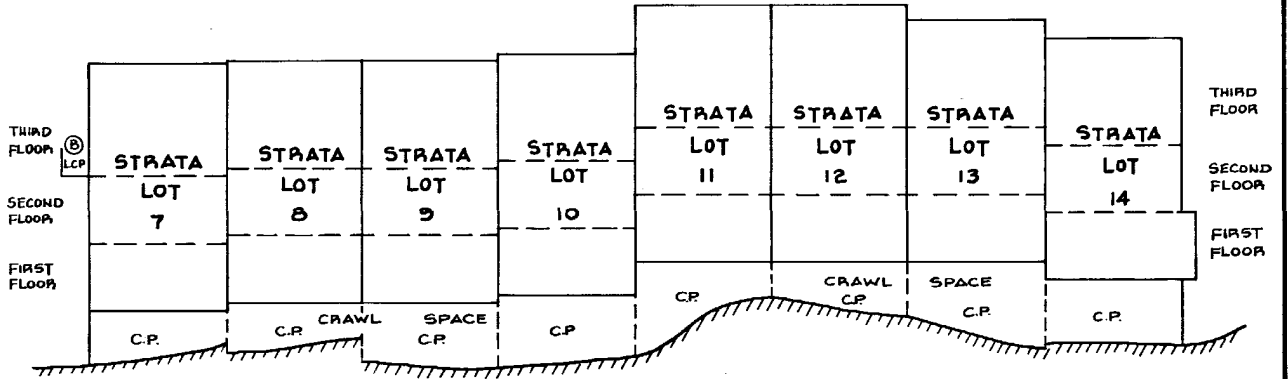 THIRD
FLOOR
B
LCP
SECOND
FLOOR
FIRST
FLOOR
STRATA
LOT
7
STRATA
LOT
8
STRATA
LOT
9
STRATA
LOT
10
STRATA
LOT
11
STRATA
LOT
12
STRATA
LOT
13
STRATA
LOT
14
THIRD
FLOOR
SECOND
FLOOR
FIRST
FLOOR
C.P.
C.P.
CRAWL SPACE
C.P.
C.P
C.P.
CRAWL SPACE
C.P.
C.P.
C.P.